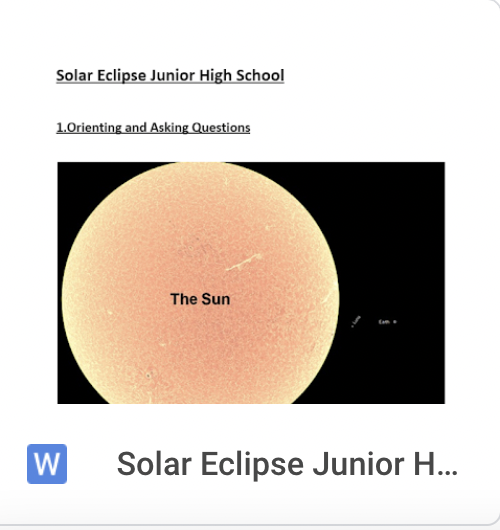 Solar Eclipse Junior High School
1.Orienting and Asking Questions
The Sun
W
Solar Eclipse Junior H...